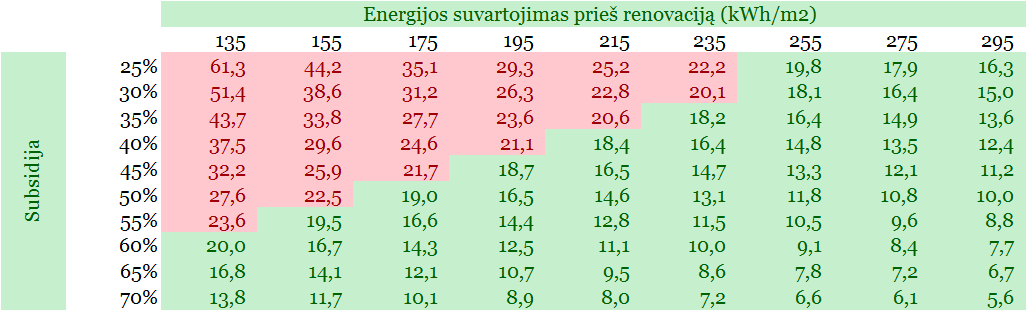 Energijos suvartojimas prieš renovaciją (kWh/m2)
135 155 175 195 215 235 255 275 295
Subsidija
25% 61,3 44,2 35,1 29,3 25,2 22,2 19,8 17,9 16,3
30% 51,4 38,6 31,2 26,3 22,8 20,1 18,1 16,4 15,0
35% 43,7 33,8 27,7 23,6 20,6 18,2 16,4 14,9 13,6
40% 37,5 29,6 24,6 21,1 18,4 16,4 14,8 13,5 12,4
45% 32,2 25,9 21,7 18,7 16,5 14,7 13,3 12,1 11,2
50% 27,6 22,5 19,0 16,5 14,6 13,1 11,8 10,8 10,0
55% 23,6 19,5 16,6 14,4 12,8 11,5 10,5 9,6 8,8
60% 20,0 16,7 14,3 12,5 11,1 10,0 9,1 8,4 7,7
65% 16,8 14,1 12,1 10,7 9,5 8,6 7,8 7,2 6,7
70% 13,8 11,7 10,1 8,9 8,0 7,2 6,6 6,1 5,6